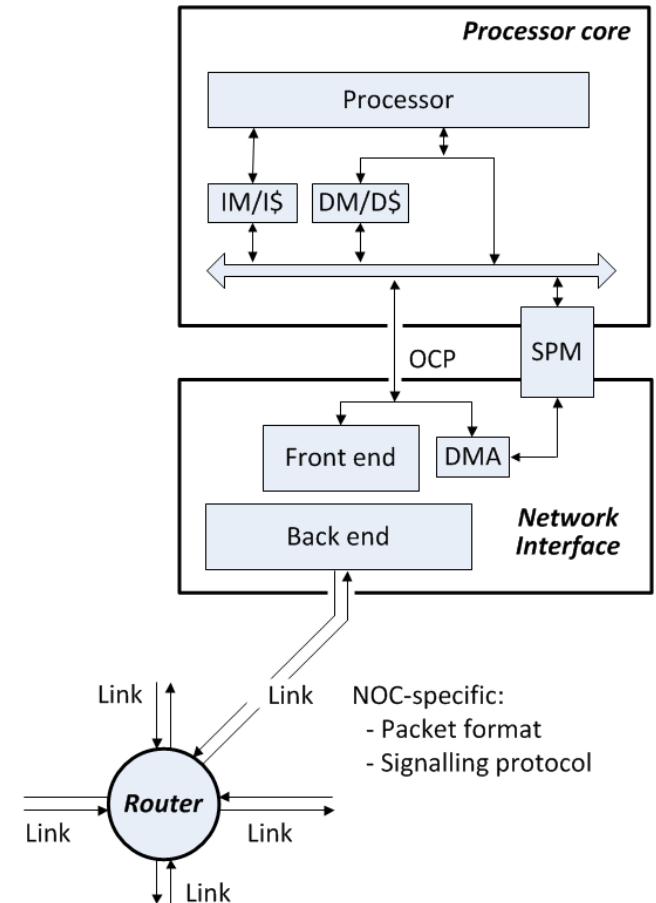 Processor core
Processor
IM/I$
DM/D$
SPM
OCP
Front end
DMA
Back end
Network
Interface
Link
Link
NOC-specific:
- Packet format
- Signalling protocol
Router
Link
Link
Link